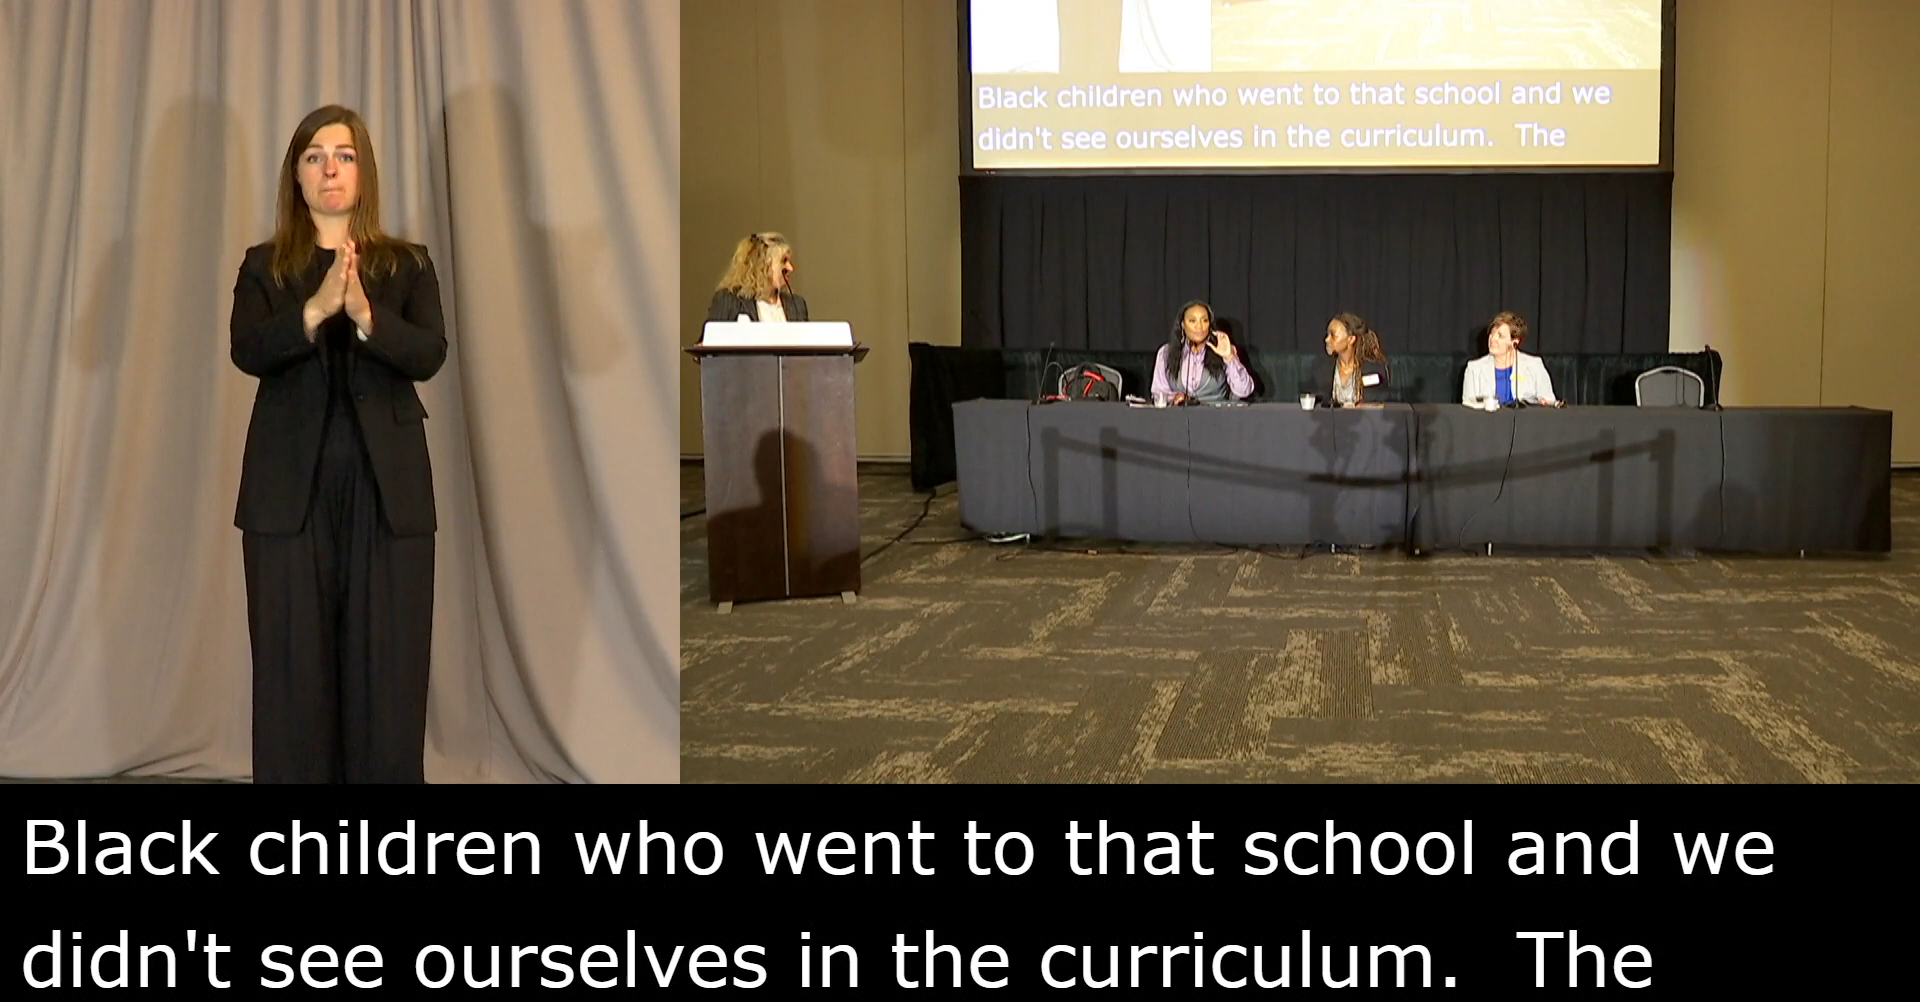 Black children who went to that school and we
didn't see ourselves in the curriculum.  The
Black children who went to that school and we
didn't see ourselves in the curriculum.  The